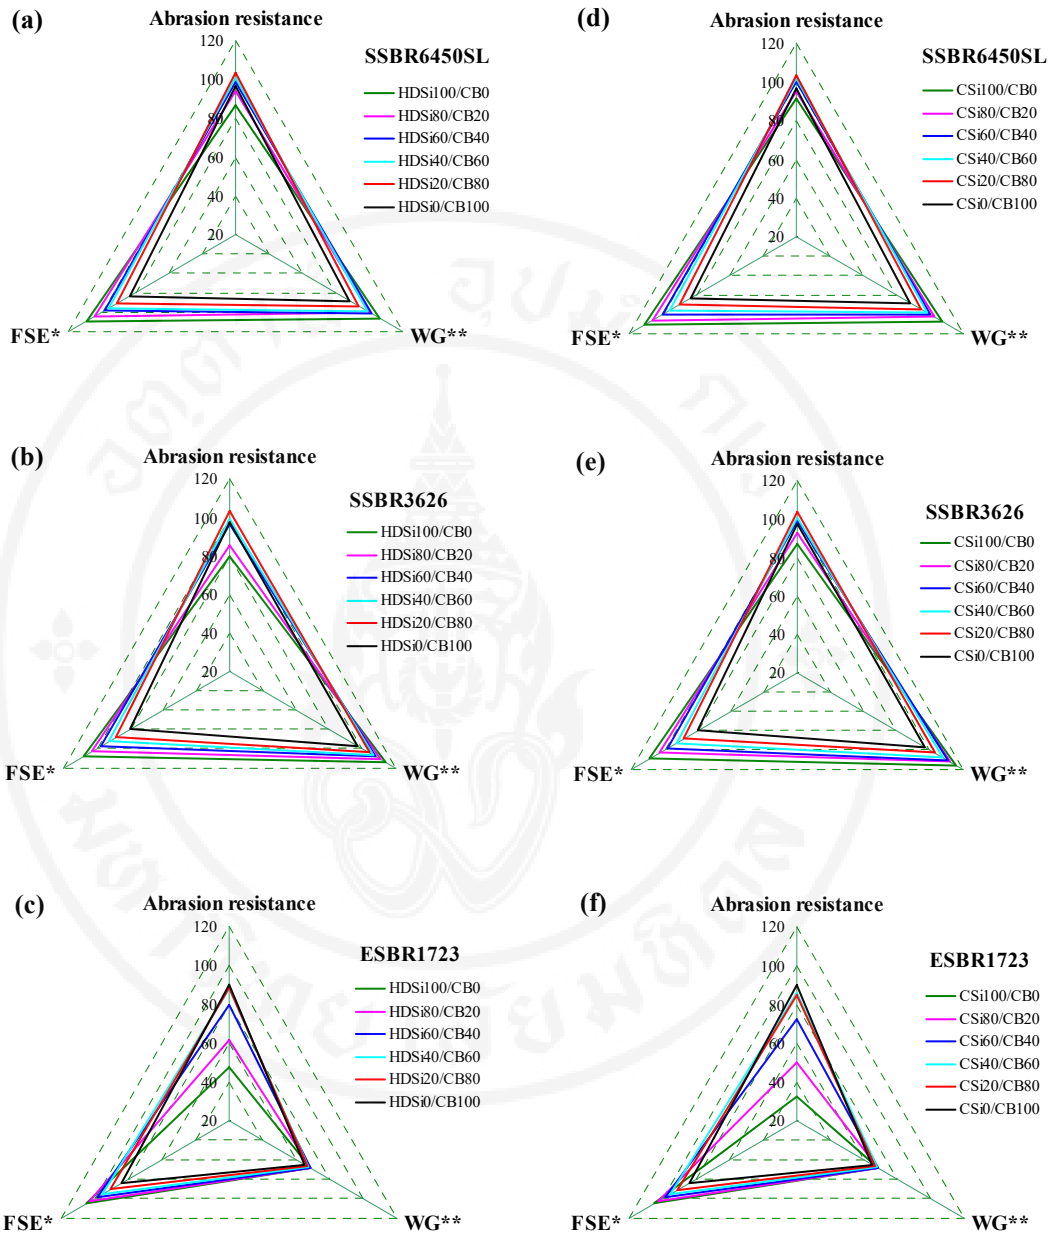 (a)
Abrasion resistance
120
100
80
60
40
20
SSBR6450SL
HDSi100/CB0
HDSi80/CB20
HDSi60/CB40
HDSi40/CB60
HDSi20/CB80
HDSi0/CB100
FSE*
WG**
(d)
Abrasion resistance
120
100
80
60
40
20
SSBR6450SL
CSi100/CB0
CSi80/CB20
CSi60/CB40
CSi40/CB60
CSi20/CB80
CSi0/CB100
FSE*
WG**
(b)
Abrasion resistance
120
100
80
60
40
20
SSBR3626
HDSi100/CB0
HDSi80/CB20
HDSi60/CB40
HDSi40/CB60
HDSi20/CB80
HDSi0/CB100
FSE*
WG**
(e)
Abrasion resistance
120
100
80
60
40
20
SSBR3626
CSi100/CB0
CSi80/CB20
CSi60/CB40
CSi40/CB60
CSi20/CB80
CSi0/CB100
FSE*
WG**
(c)
Abrasion resistance
120
100
80
60
40
20
ESBR1723
HDSi100/CB0
HDSi80/CB20
HDSi60/CB40
HDSi40/CB60
HDSi20/CB80
HDSi0/CB100
FSE*
WG**
(f)
Abrasion resistance
120
100
80
60
40
20
ESBR1723
CSi100/CB0
CSi80/CB20
CSi60/CB40
CSi40/CB60
CSi20/CB80
CSi0/CB100
FSE*
WG**